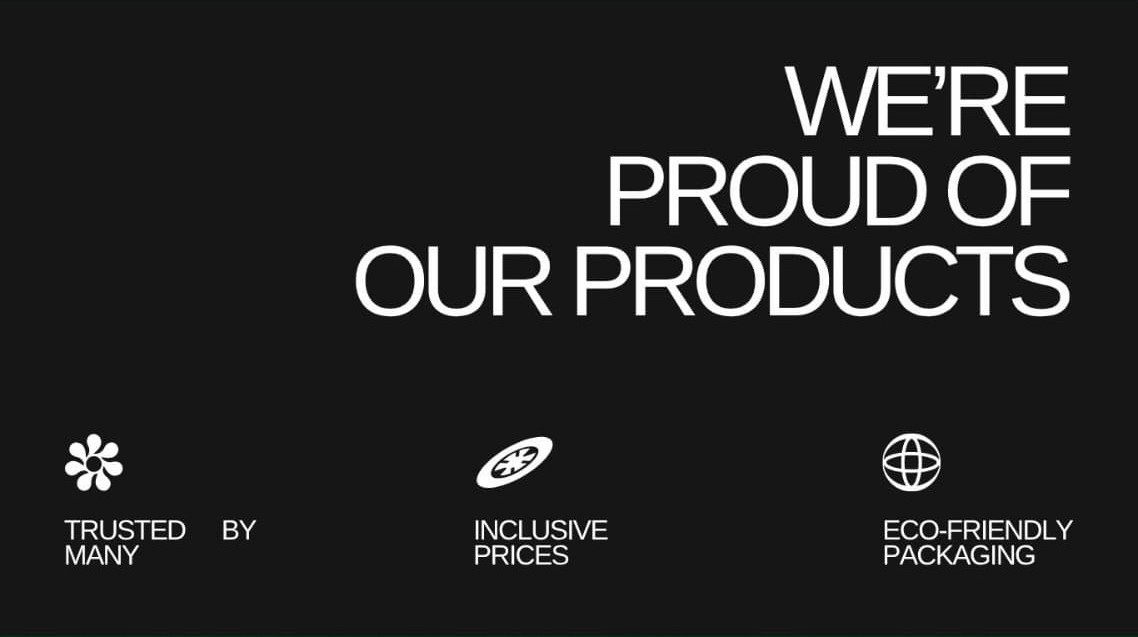 WE’RE
PROUD OF
OUR PRODUCTS
TRUSTED BY
MANY
INCLUSIVE
PRICES
ECO-FRIENDLY
PACKAGING